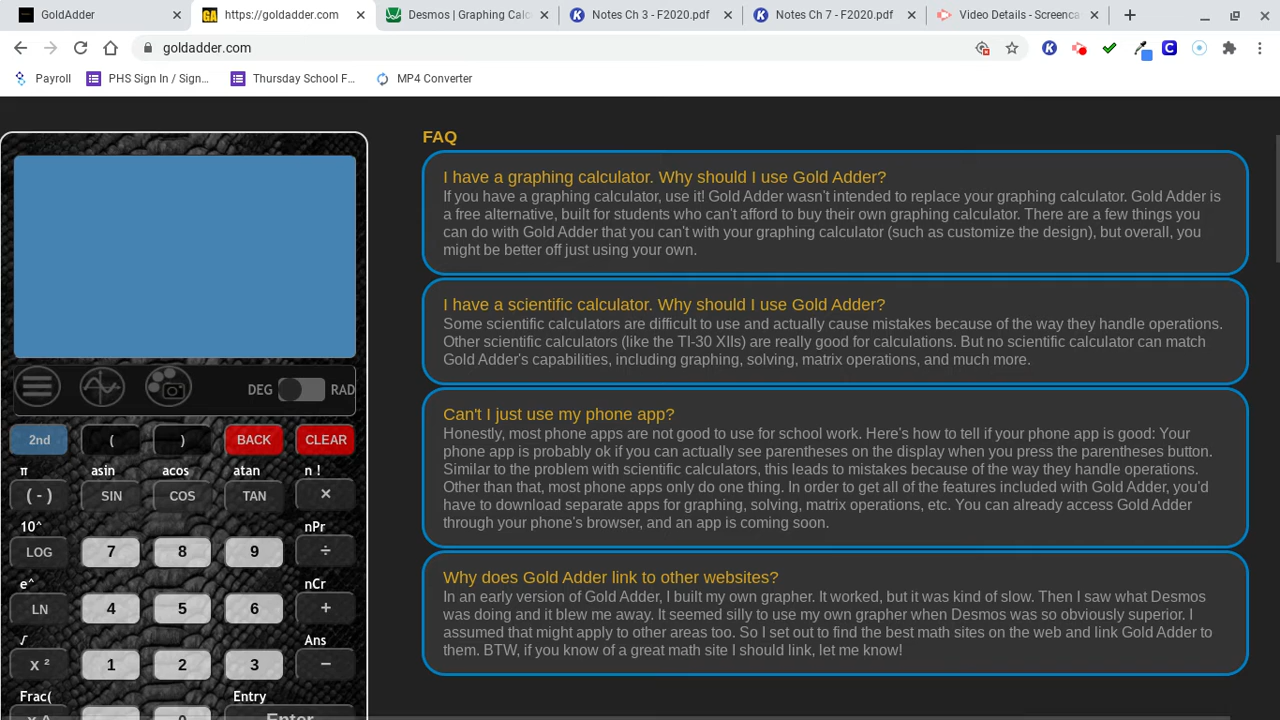 GoldAdder
https://goldadder.com
Desmos | Graphing Calc
Notes Ch 3 - F2020.pdf
Notes Ch 7 - F2020.pdf
Video Details - Screenca
goldadder.com
Payroll
PHS Sign In / Sign...
Thursday School F...
MP4 Converter
DEG
RAD
2nd
(
)
BACK
CLEAR
π
asin
acos
atan
n !
( - )
SIN
COS
TAN
×
10^
nPr
LOG
7
8
9
÷
e^
nCr
LN
4
5
6
+
√
Ans
x ²
1
2
3
−
Frac(
Entry
Enter
FAQ
I have a graphing calculator. Why should I use Gold Adder?
If you have a graphing calculator, use it! Gold Adder wasn't intended to replace your graphing calculator. Gold Adder is
a free alternative, built for students who can't afford to buy their own graphing calculator. There are a few things you
can do with Gold Adder that you can't with your graphing calculator (such as customize the design), but overall, you
might be better off just using your own.
I have a scientific calculator. Why should I use Gold Adder?
Some scientific calculators are difficult to use and actually cause mistakes because of the way they handle operations.
Other scientific calculators (like the TI-30 XIIs) are really good for calculations. But no scientific calculator can match
Gold Adder's capabilities, including graphing, solving, matrix operations, and much more.
Can't I just use my phone app?
Honestly, most phone apps are not good to use for school work. Here's how to tell if your phone app is good: Your
phone app is probably ok if you can actually see parentheses on the display when you press the parentheses button.
Similar to the problem with scientific calculators, this leads to mistakes because of the way they handle operations.
Other than that, most phone apps only do one thing. In order to get all of the features included with Gold Adder, you'd
have to download separate apps for graphing, solving, matrix operations, etc. You can already access Gold Adder
through your phone's browser, and an app is coming soon.
Why does Gold Adder link to other websites?
In an early version of Gold Adder, I built my own grapher. It worked, but it was kind of slow. Then I saw what Desmos
was doing and it blew me away. It seemed silly to use my own grapher when Desmos was so obviously superior. I
assumed that might apply to other areas too. So I set out to find the best math sites on the web and link Gold Adder to
them. BTW, if you know of a great math site I should link, let me know!